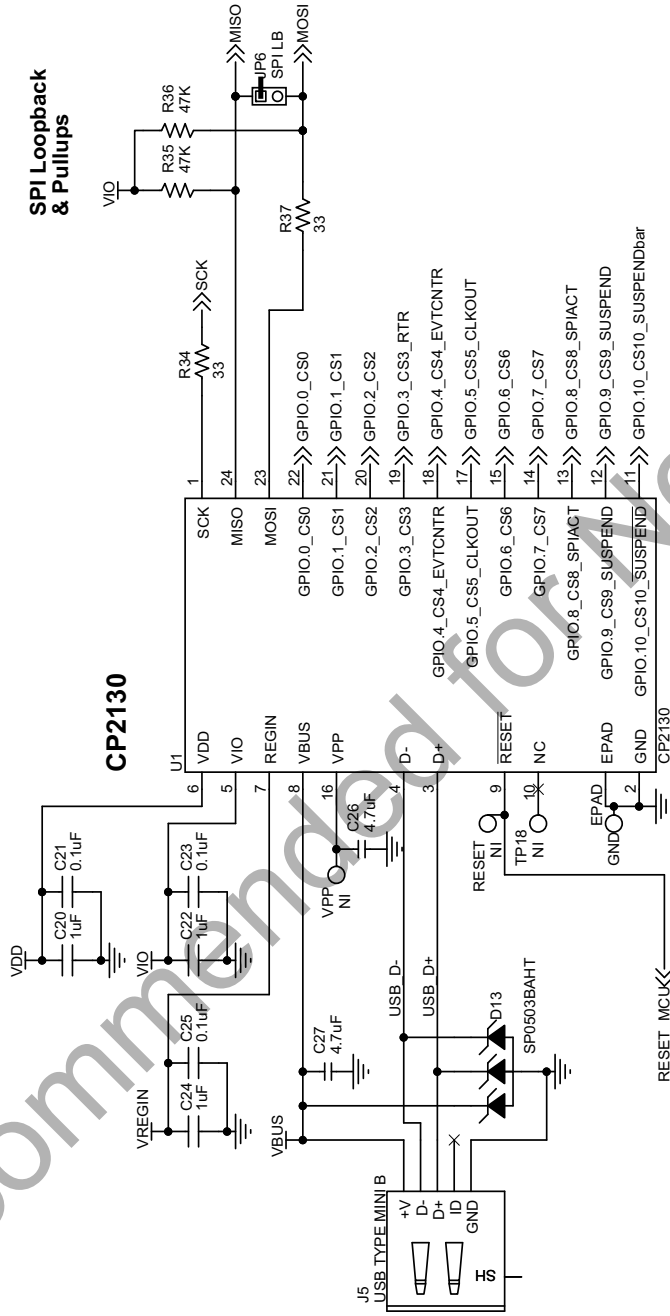 SPI Loopback
& Pullups
VIO
R35
47K
R36
47K
MISO
JP6
SPI LB
MOSI
R34
33
SCK
R37
33
CP2130
U1
VDD
VIO
REGIN
VBUS
VPP
D-
D+
RESET
NC
EPAD
GND
6
5
7
8
16
4
3
9
10
2
SCK
MISO
MOSI
GPIO.0_CS0
GPIO.1_CS1
GPIO.2_CS2
GPIO.3_CS3
GPIO.4_CS4_EVTCNTR
GPIO.5_CS5_CLKOUT
GPIO.6_CS6
GPIO.7_CS7
GPIO.8_CS8_SPIACT
GPIO.9_CS9_SUSPEND
GPIO.10_CS10_SUSPEND
CP2130
1
24
23
22
21
20
19
18
17
15
14
13
12
11
GPIO.0_CS0
GPIO.1_CS1
GPIO.2_CS2
GPIO.3_CS3_RTR
GPIO.4_CS4_EVTCNTR
GPIO.5_CS5_CLKOUT
GPIO.6_CS6
GPIO.7_CS7
GPIO.8_CS8_SPIACT
GPIO.9_CS9_SUSPEND
GPIO.10_CS10_SUSPENDbar
VDD
C20
1uF
C21
0.1uF
VIO
C22
1uF
C23
0.1uF
VREGIN
C24
1uF
C25
0.1uF
VBUS
C27
4.7uF
VPP
NI
C26
4.7uF
USB_D-
USB_D+
D13
SP0503BAHT
RESET
NI
TP18
NI
EPAD
GND
RESET_MCU
J5
USB TYPE MINI B
+V
D-
D+
ID
GND
SH
commended for Ne